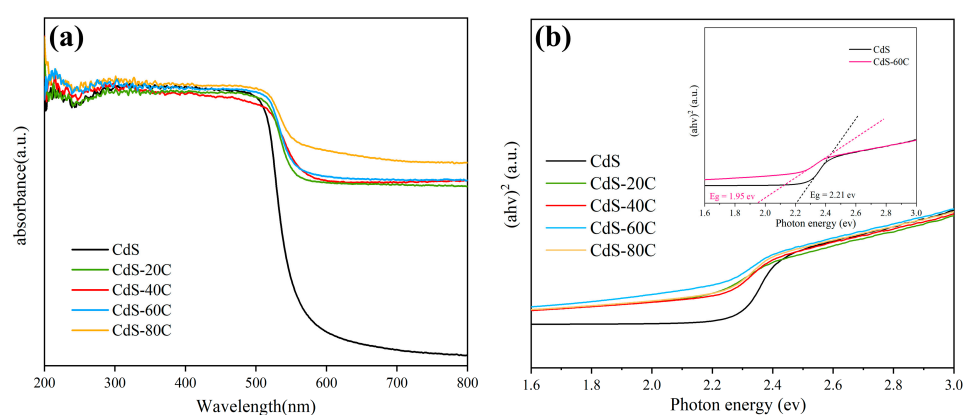 (a)
absorbance(a.u.)
CdS
CdS-20C
CdS-40C
CdS-60C
CdS-80C
200 300 400 500 600 700 800
Wavelength(nm)
(b)
(ahv)² (a.u.)
CdS
CdS-20C
CdS-40C
CdS-60C
CdS-80C
1.6 1.8 2.0 2.2 2.4 2.6 2.8 3.0
Photon energy (ev)
(ahv)² (a.u.)
CdS
CdS-60C
Eg = 1.95 ev
Eg = 2.21 ev
1.6 1.8 2.0 2.2 2.4 2.6 2.8 3.0
Photon energy (ev)